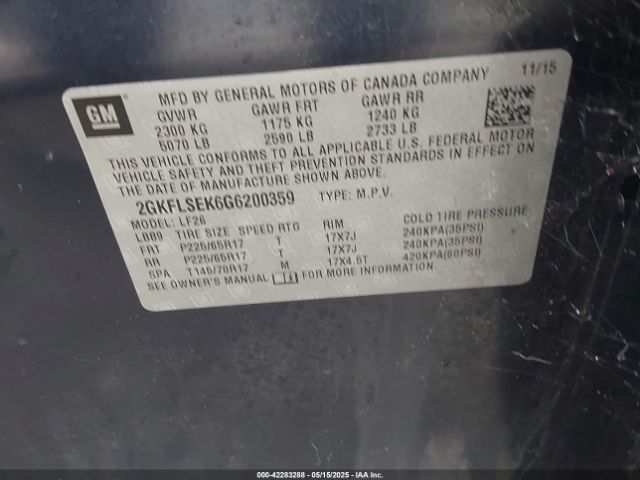 GM
MFD BY GENERAL MOTORS OF CANADA COMPANY 11/15
GVWR GAWR FRT GAWR RR
2300 KG 1175 KG 1240 KG
5070 LB 2590 LB 2733 LB
THIS VEHICLE CONFORMS TO ALL APPLICABLE U.S. FEDERAL MOTOR
VEHICLE SAFETY AND THEFT PREVENTION STANDARDS IN EFFECT ON
THE DATE OF MANUFACTURE SHOWN ABOVE.
2GKFLSEK6G6200359 TYPE: M.P.V.
MODEL: LF26
L009 TIRE SIZE SPEED RTG RIM COLD TIRE PRESSURE
FRT P225/65R17 T 17X7J 240KPA(35PSI)
RR P225/65R17 T 17X7J 240KPA(35PSI)
SPA T145/70R17 M 17X4.5T 420KPA(60PSI)
SEE OWNER'S MANUAL FOR MORE INFORMATION.
000-42283288 - 05/15/2025 - IAA Inc.